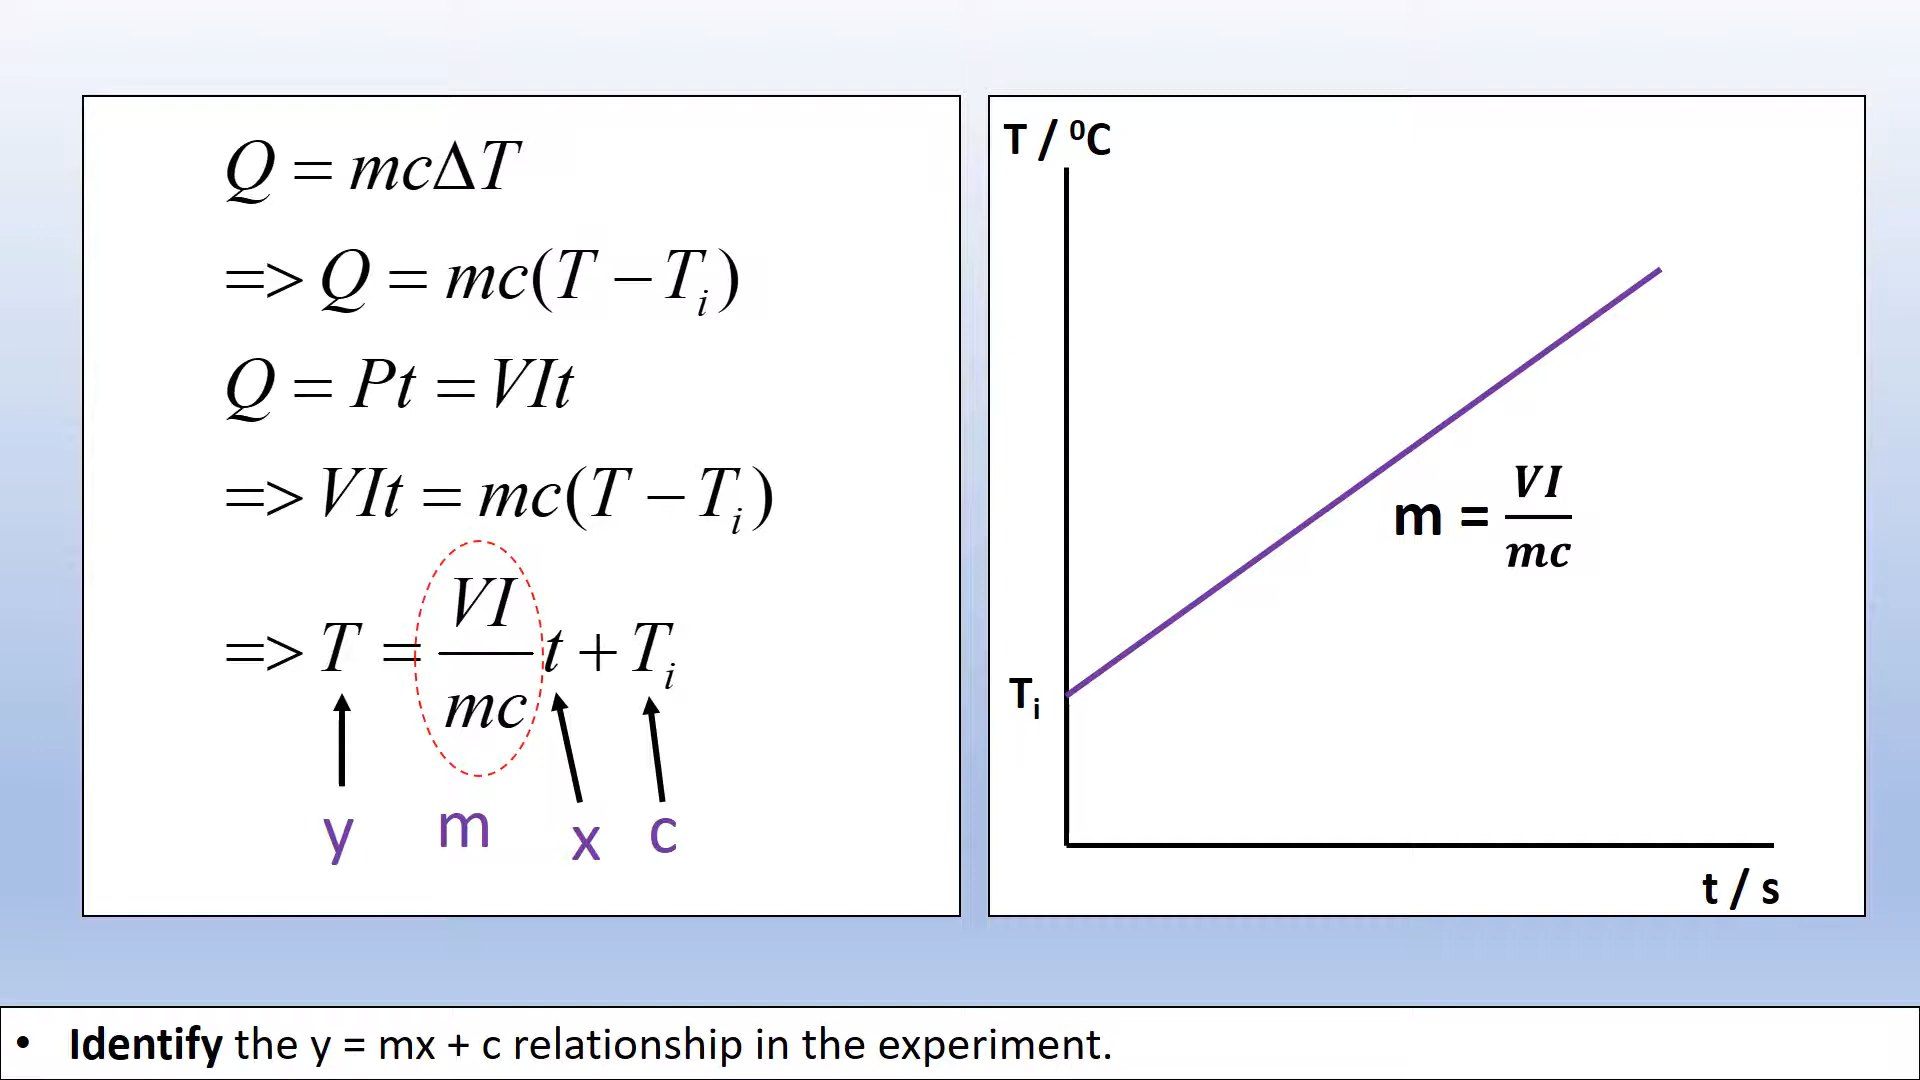 Q = mcΔT
=> Q = mc(T − Tᵢ)
Q = Pt = VIt
=> VIt = mc(T − Tᵢ)
=> T = VI/mc t + Tᵢ
y m x c
T / ⁰C
m = VI/mc
Tᵢ
t / s
• Identify the y = mx + c relationship in the experiment.